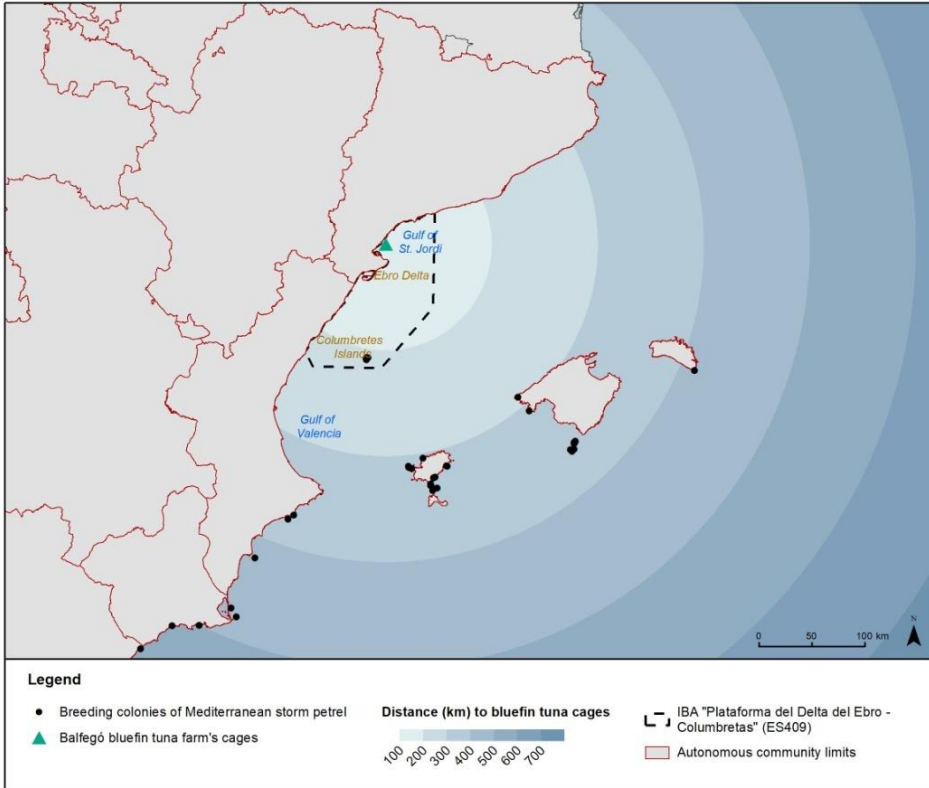 Gulf of
St. Jordi
Ebro Delta
Columbretes
Islands
Gulf of
Valencia
N
0 50 100 km
Legend
Breeding colonies of Mediterranean storm petrel
Balfegó bluefin tuna farm's cages
Distance (km) to bluefin tuna cages
100 200 300 400 500 600 700
IBA "Plataforma del Delta del Ebro -
Columbretas" (ES409)
Autonomous community limits